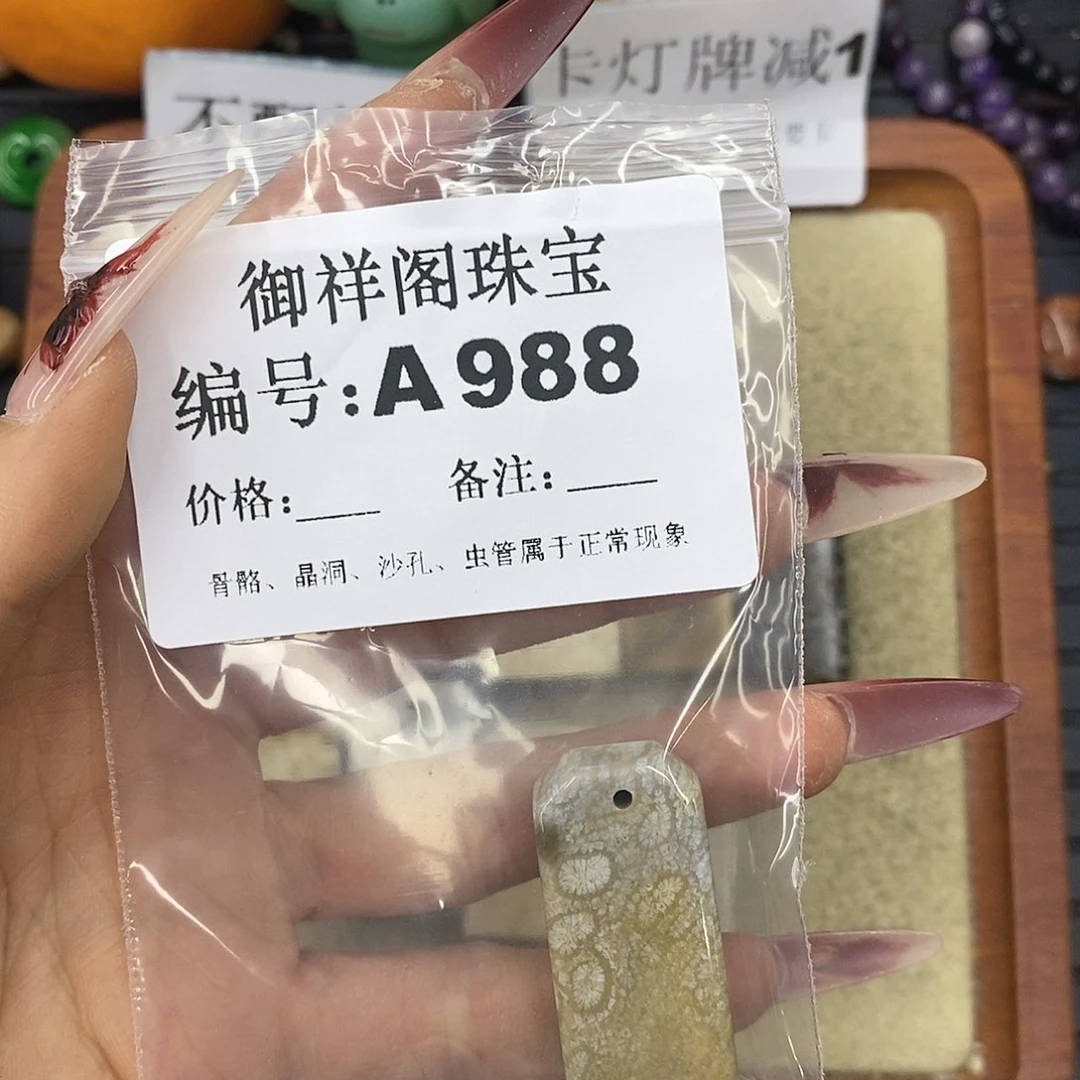 卡灯牌减1
御祥阁珠宝
编号:A988
价格:____ 备注:____
骨骼、晶洞、沙孔、虫管属于正常现象